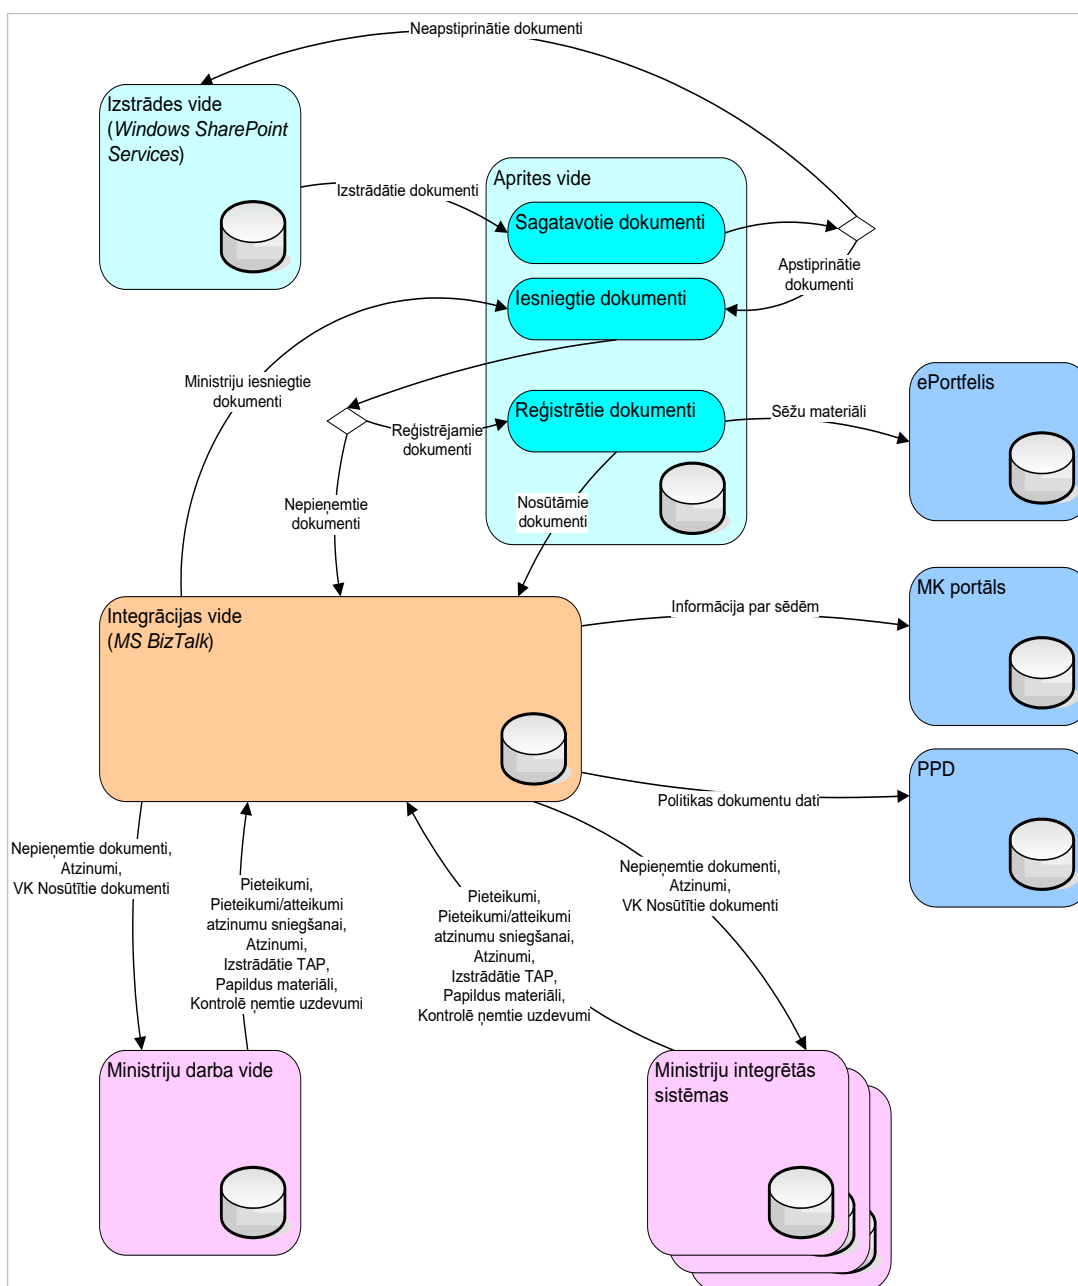 Neapstiprinātie dokumenti
Izstrādes vide
(Windows SharePoint
Services)
Izstrādātie dokumenti
Aprites vide
Sagatavotie dokumenti
Apstiprinātie
dokumenti
Iesniegtie dokumenti
Ministriju iesniegtie
dokumenti
Reģistrējamie
dokumenti
Reģistrētie dokumenti
Sēžu materiāli
ePortfelis
Nepieņemtie
dokumenti
Nosūtāmie
dokumenti
Integrācijas vide
(MS BizTalk)
Informācija par sēdēm
MK portāls
Politikas dokumentu dati
PPD
Nepieņemtie dokumenti,
Atzinumi,
VK Nosūtītie dokumenti
Pieteikumi,
Pieteikumi/atteikumi
atzinumu sniegšanai,
Atzinumi,
Izstrādātie TAP,
Papildus materiāli,
Kontrolē ņemtie uzdevumi
Pieteikumi,
Pieteikumi/atteikumi
atzinumu sniegšanai,
Atzinumi,
Izstrādātie TAP,
Papildus materiāli,
Kontrolē ņemtie uzdevumi
Nepieņemtie dokumenti,
Atzinumi,
VK Nosūtītie dokumenti
Ministriju darba vide
Ministriju integrētās
sistēmas